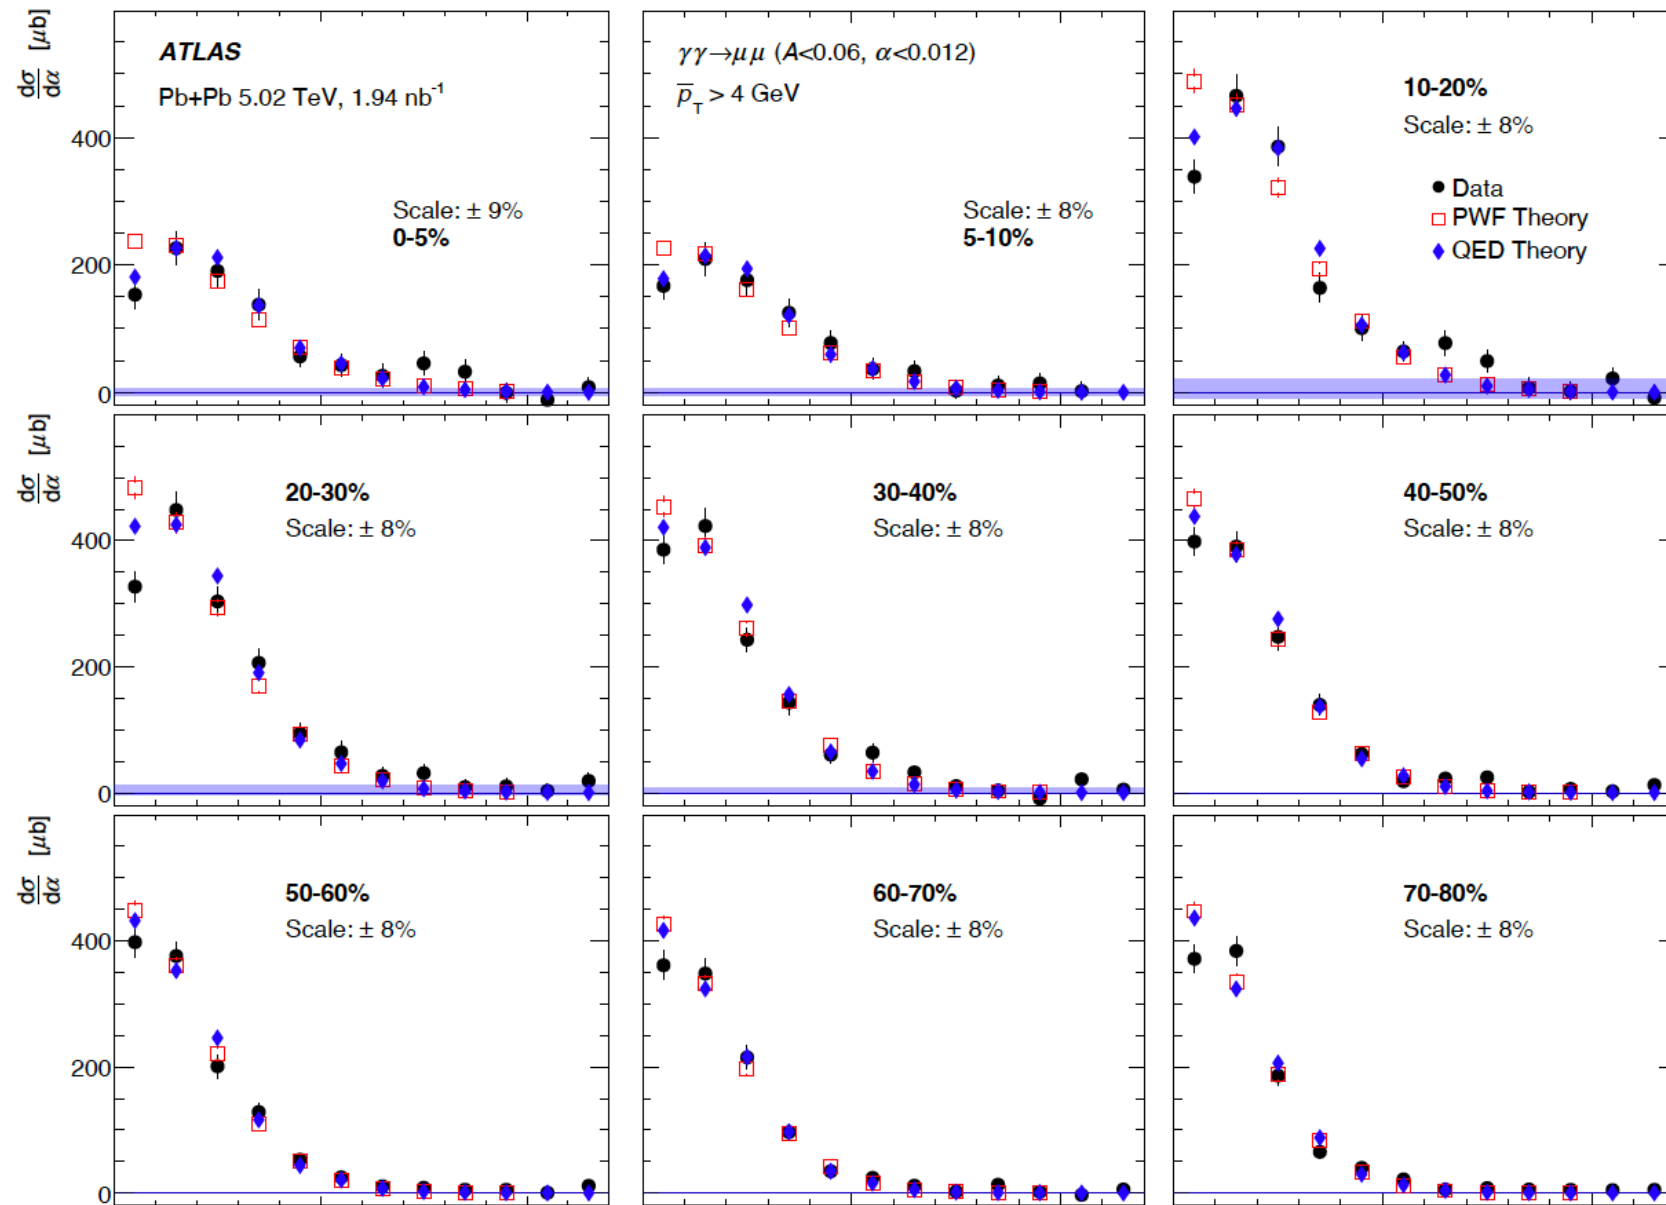 dσ/dα [μb]
ATLAS
Pb+Pb 5.02 TeV, 1.94 nb⁻¹
Scale: ± 9%
0-5%
400
200
0
γγ→μμ (A<0.06, α<0.012)
p̅_T > 4 GeV
Scale: ± 8%
5-10%
10-20%
Scale: ± 8%
Data
PWF Theory
QED Theory
dσ/dα [μb]
20-30%
Scale: ± 8%
400
200
0
30-40%
Scale: ± 8%
40-50%
Scale: ± 8%
dσ/dα [μb]
50-60%
Scale: ± 8%
400
200
0
60-70%
Scale: ± 8%
70-80%
Scale: ± 8%